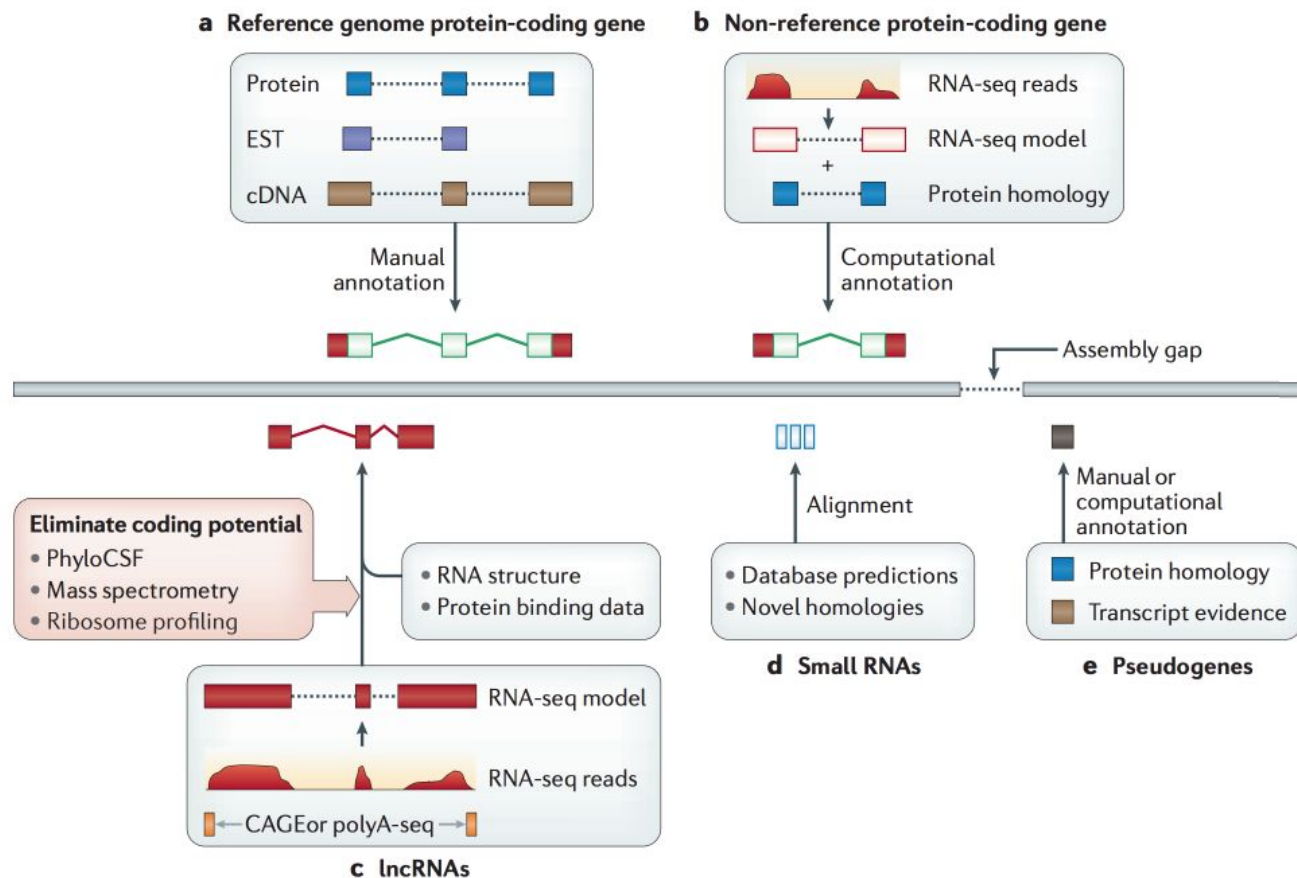 a Reference genome protein-coding gene
Protein
EST
cDNA
Manual
annotation
b Non-reference protein-coding gene
RNA-seq reads
RNA-seq model
+
Protein homology
Computational
annotation
Assembly gap
Eliminate coding potential
• PhyloCSF
• Mass spectrometry
• Ribosome profiling
• RNA structure
• Protein binding data
RNA-seq model
RNA-seq reads
CAGEor polyA-seq
c lncRNAs
Alignment
• Database predictions
• Novel homologies
d Small RNAs
Manual or
computational
annotation
Protein homology
Transcript evidence
e Pseudogenes